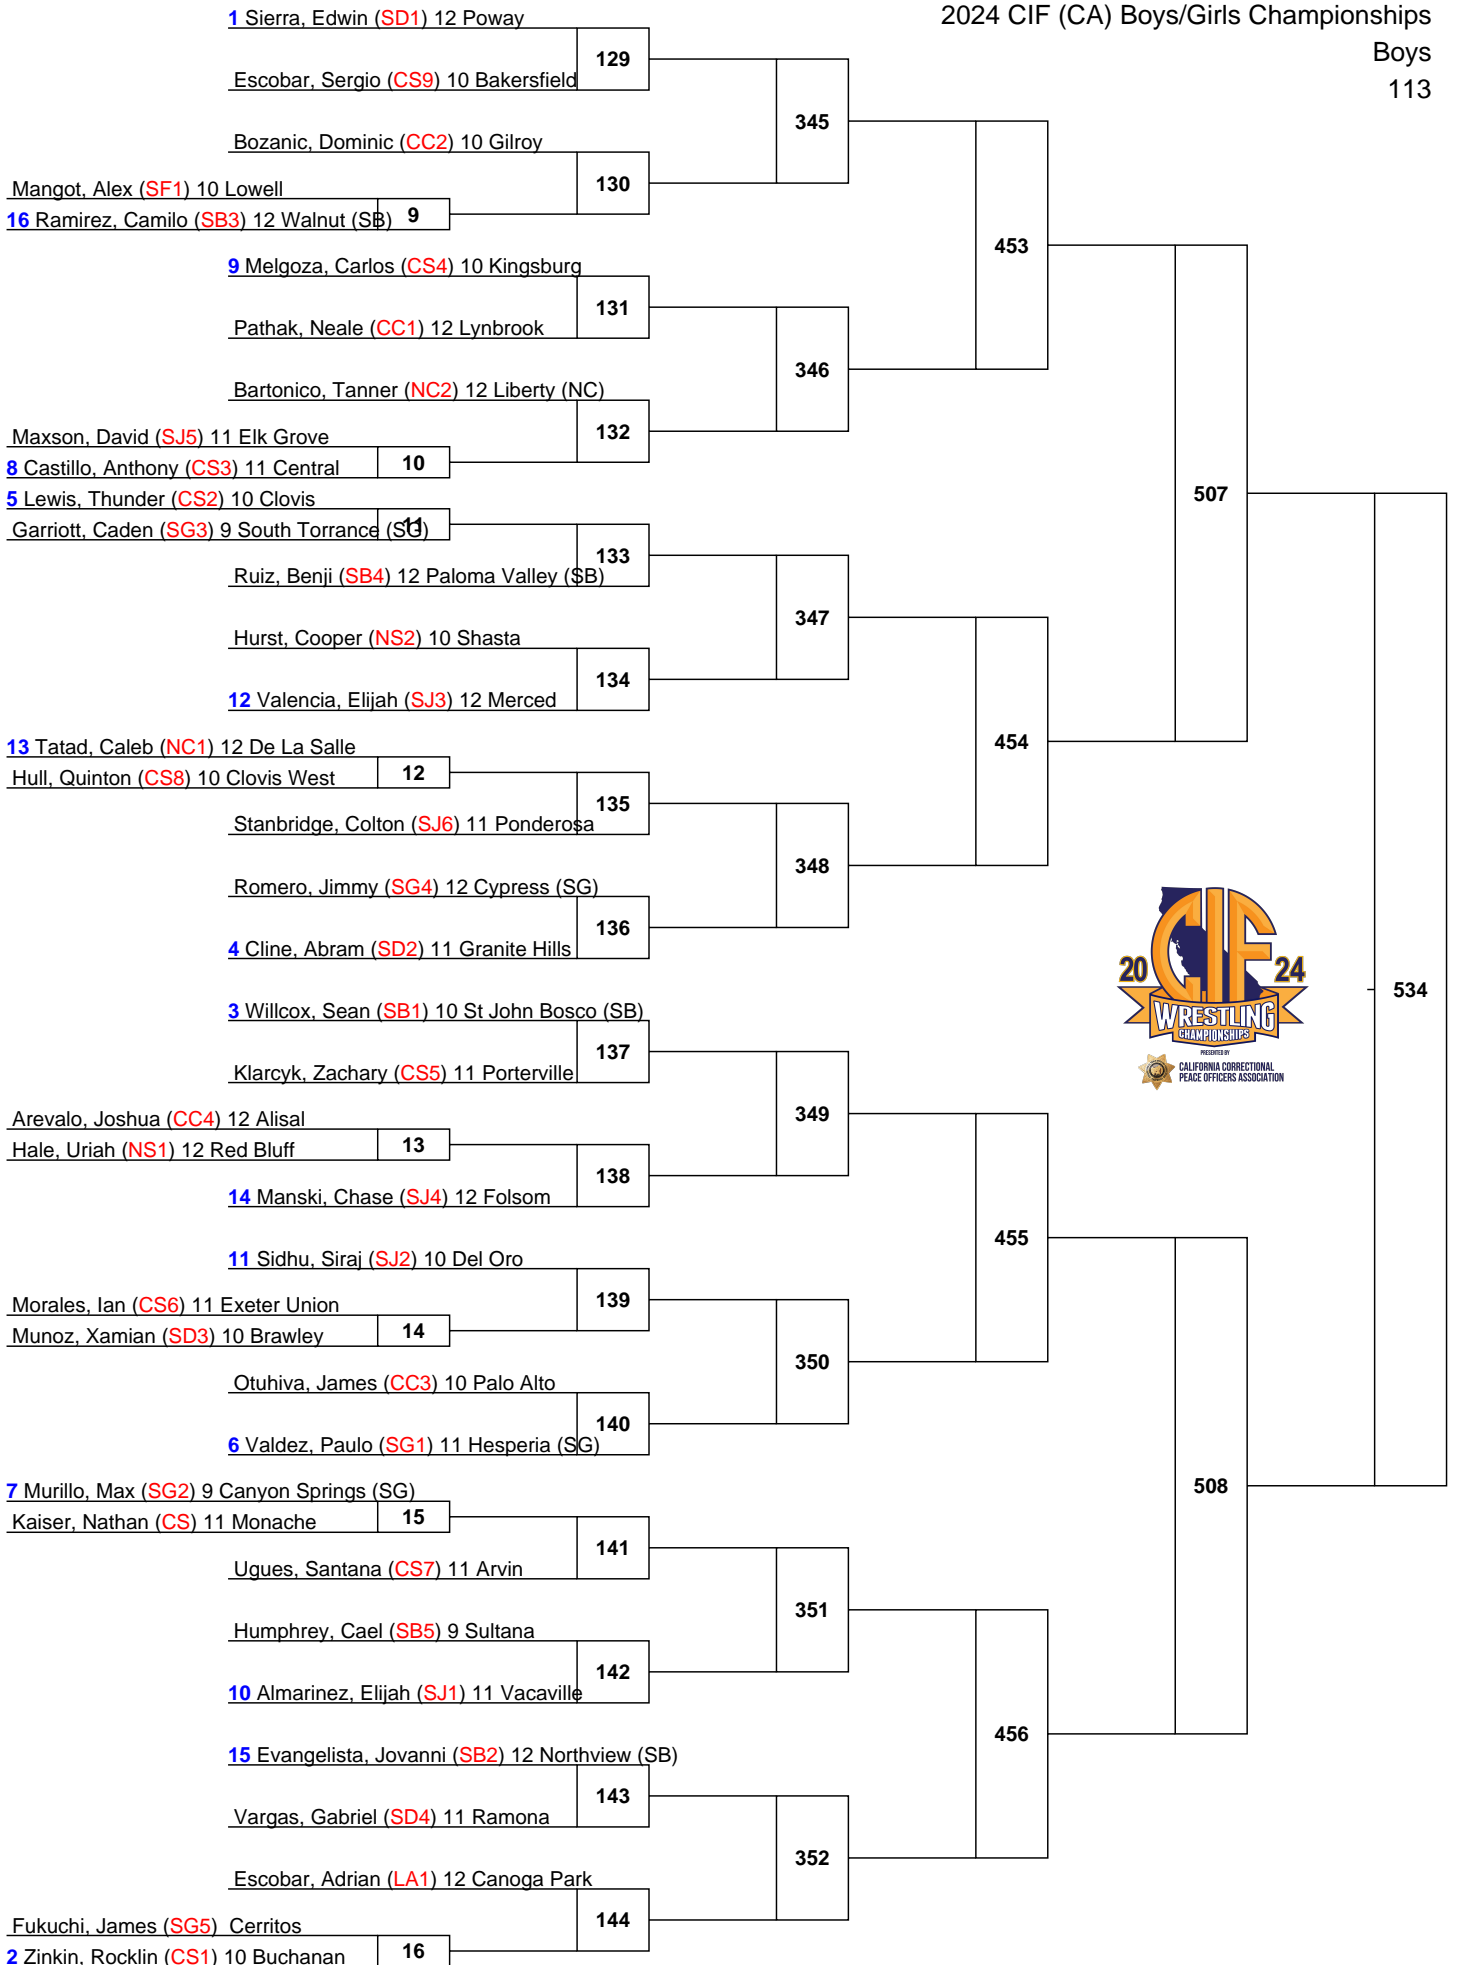 1 Sierra, Edwin (SD1) 12 Poway
2024 CIF (CA) Boys/Girls Championships
Boys
113
129
Escobar, Sergio (CS9) 10 Bakersfield
345
Bozanic, Dominic (CC2) 10 Gilroy
130
Mangot, Alex (SF1) 10 Lowell
9
16 Ramirez, Camilo (SB3) 12 Walnut (SB)
453
9 Melgoza, Carlos (CS4) 10 Kingsburg
131
Pathak, Neale (CC1) 12 Lynbrook
346
Bartonico, Tanner (NC2) 12 Liberty (NC)
132
Maxson, David (SJ5) 11 Elk Grove
10
8 Castillo, Anthony (CS3) 11 Central
507
5 Lewis, Thunder (CS2) 10 Clovis
11
Garriott, Caden (SG3) 9 South Torrance (SG)
133
Ruiz, Benji (SB4) 12 Paloma Valley (SB)
347
Hurst, Cooper (NS2) 10 Shasta
134
12 Valencia, Elijah (SJ3) 12 Merced
454
13 Tatad, Caleb (NC1) 12 De La Salle
12
Hull, Quinton (CS8) 10 Clovis West
135
Stanbridge, Colton (SJ6) 11 Ponderosa
348
Romero, Jimmy (SG4) 12 Cypress (SG)
136
4 Cline, Abram (SD2) 11 Granite Hills
20 CIF 24
WRESTLING
CHAMPIONSHIPS
PRESENTED BY
CALIFORNIA CORRECTIONAL
PEACE OFFICERS ASSOCIATION
534
3 Willcox, Sean (SB1) 10 St John Bosco (SB)
137
Klarcyk, Zachary (CS5) 11 Porterville
349
Arevalo, Joshua (CC4) 12 Alisal
13
Hale, Uriah (NS1) 12 Red Bluff
138
14 Manski, Chase (SJ4) 12 Folsom
455
11 Sidhu, Siraj (SJ2) 10 Del Oro
139
Morales, Ian (CS6) 11 Exeter Union
14
Munoz, Xamian (SD3) 10 Brawley
350
Otuhiva, James (CC3) 10 Palo Alto
140
6 Valdez, Paulo (SG1) 11 Hesperia (SG)
508
7 Murillo, Max (SG2) 9 Canyon Springs (SG)
15
Kaiser, Nathan (CS) 11 Monache
141
Ugues, Santana (CS7) 11 Arvin
351
Humphrey, Cael (SB5) 9 Sultana
142
10 Almarinez, Elijah (SJ1) 11 Vacaville
456
15 Evangelista, Jovanni (SB2) 12 Northview (SB)
143
Vargas, Gabriel (SD4) 11 Ramona
352
Escobar, Adrian (LA1) 12 Canoga Park
144
Fukuchi, James (SG5) Cerritos
16
2 Zinkin, Rocklin (CS1) 10 Buchanan